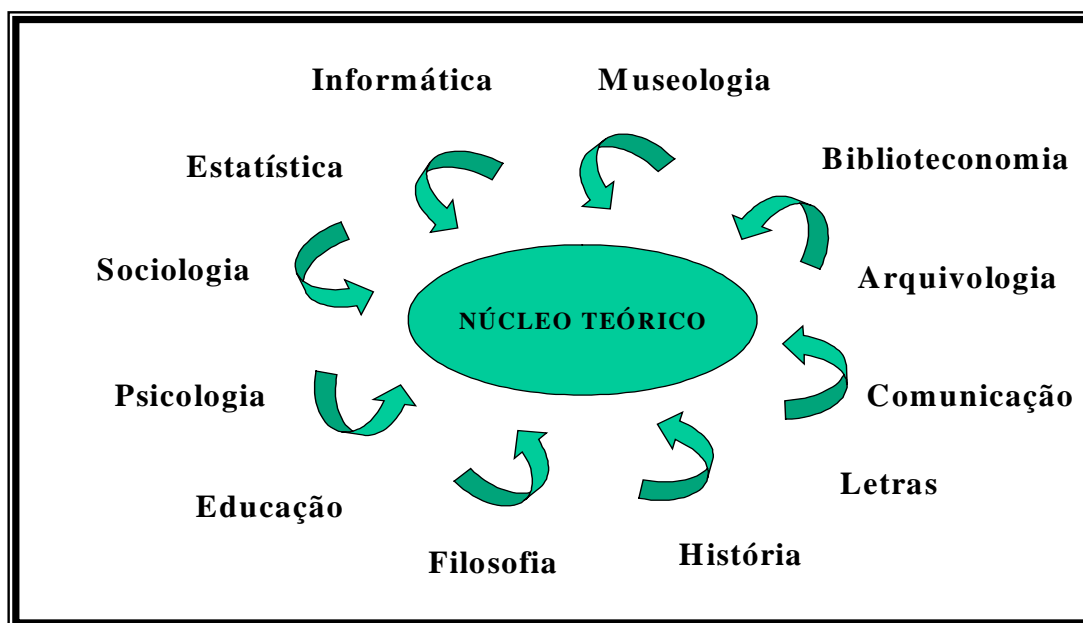 Informática
Museologia
Estatística
Biblioteconomia
Sociologia
Arquivologia
NÚCLEO TEÓRICO
Psicologia
Comunicação
Educação
Letras
Filosofia
História